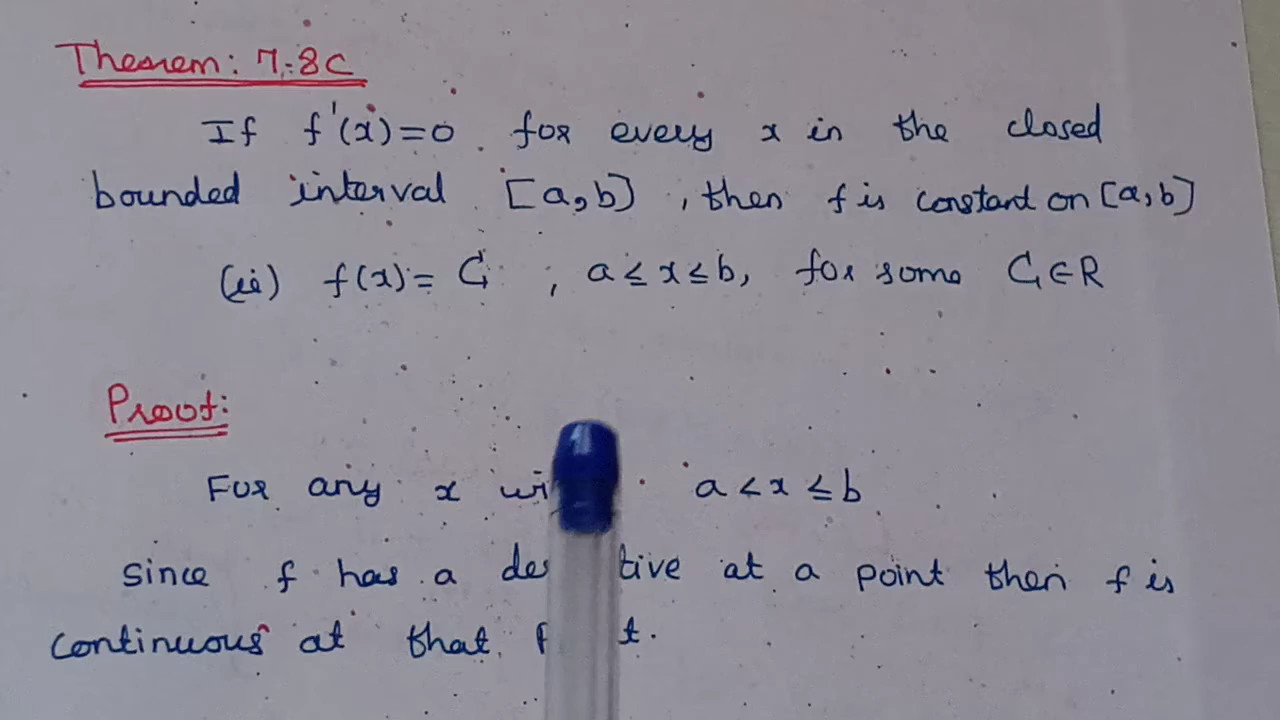 Theorem: 7.8C
If f'(x)=0 for every x in the closed
bounded interval [a,b], then f is constant on [a,b]
(ie) f(x)= C ; a≤x≤b, for some C∈R
Proof:
For any x a<x≤b
since f has a at a point then f is
continuous at that